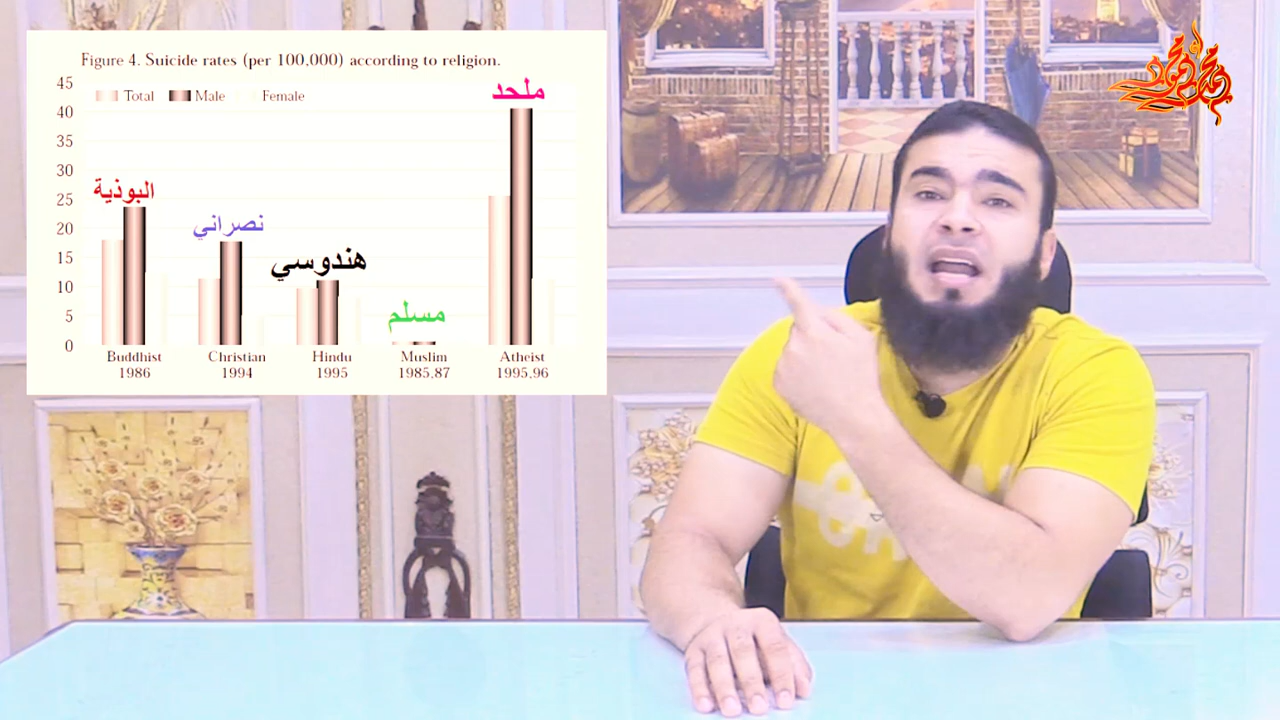 Figure 4. Suicide rates (per 100,000) according to religion.
45
Total Male Female
ملحد
40
35
30
25
البوذية
20
نصراني
15
هندوسي
10
5
مسلم
0
Buddhist Christian Hindu Muslim Atheist
1986 1994 1995 1985,87 1995,96